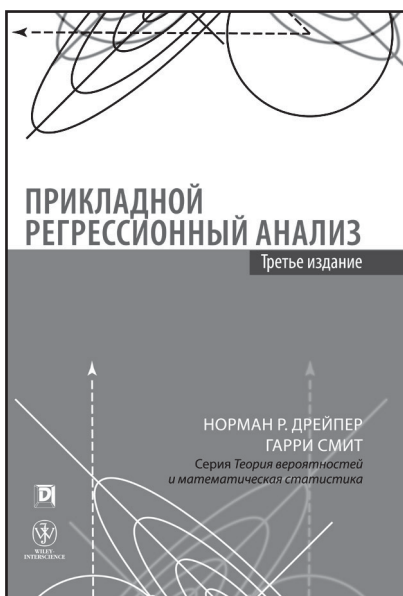 ПРИКЛАДНОЙ
РЕГРЕССИОННЫЙ АНАЛИЗ
Третье издание
НОРМАН Р. ДРЕЙПЕР
ГАРРИ СМИТ
Серия Теория вероятностей
и математическая статистика
WILEY-
INTERSCIENCE